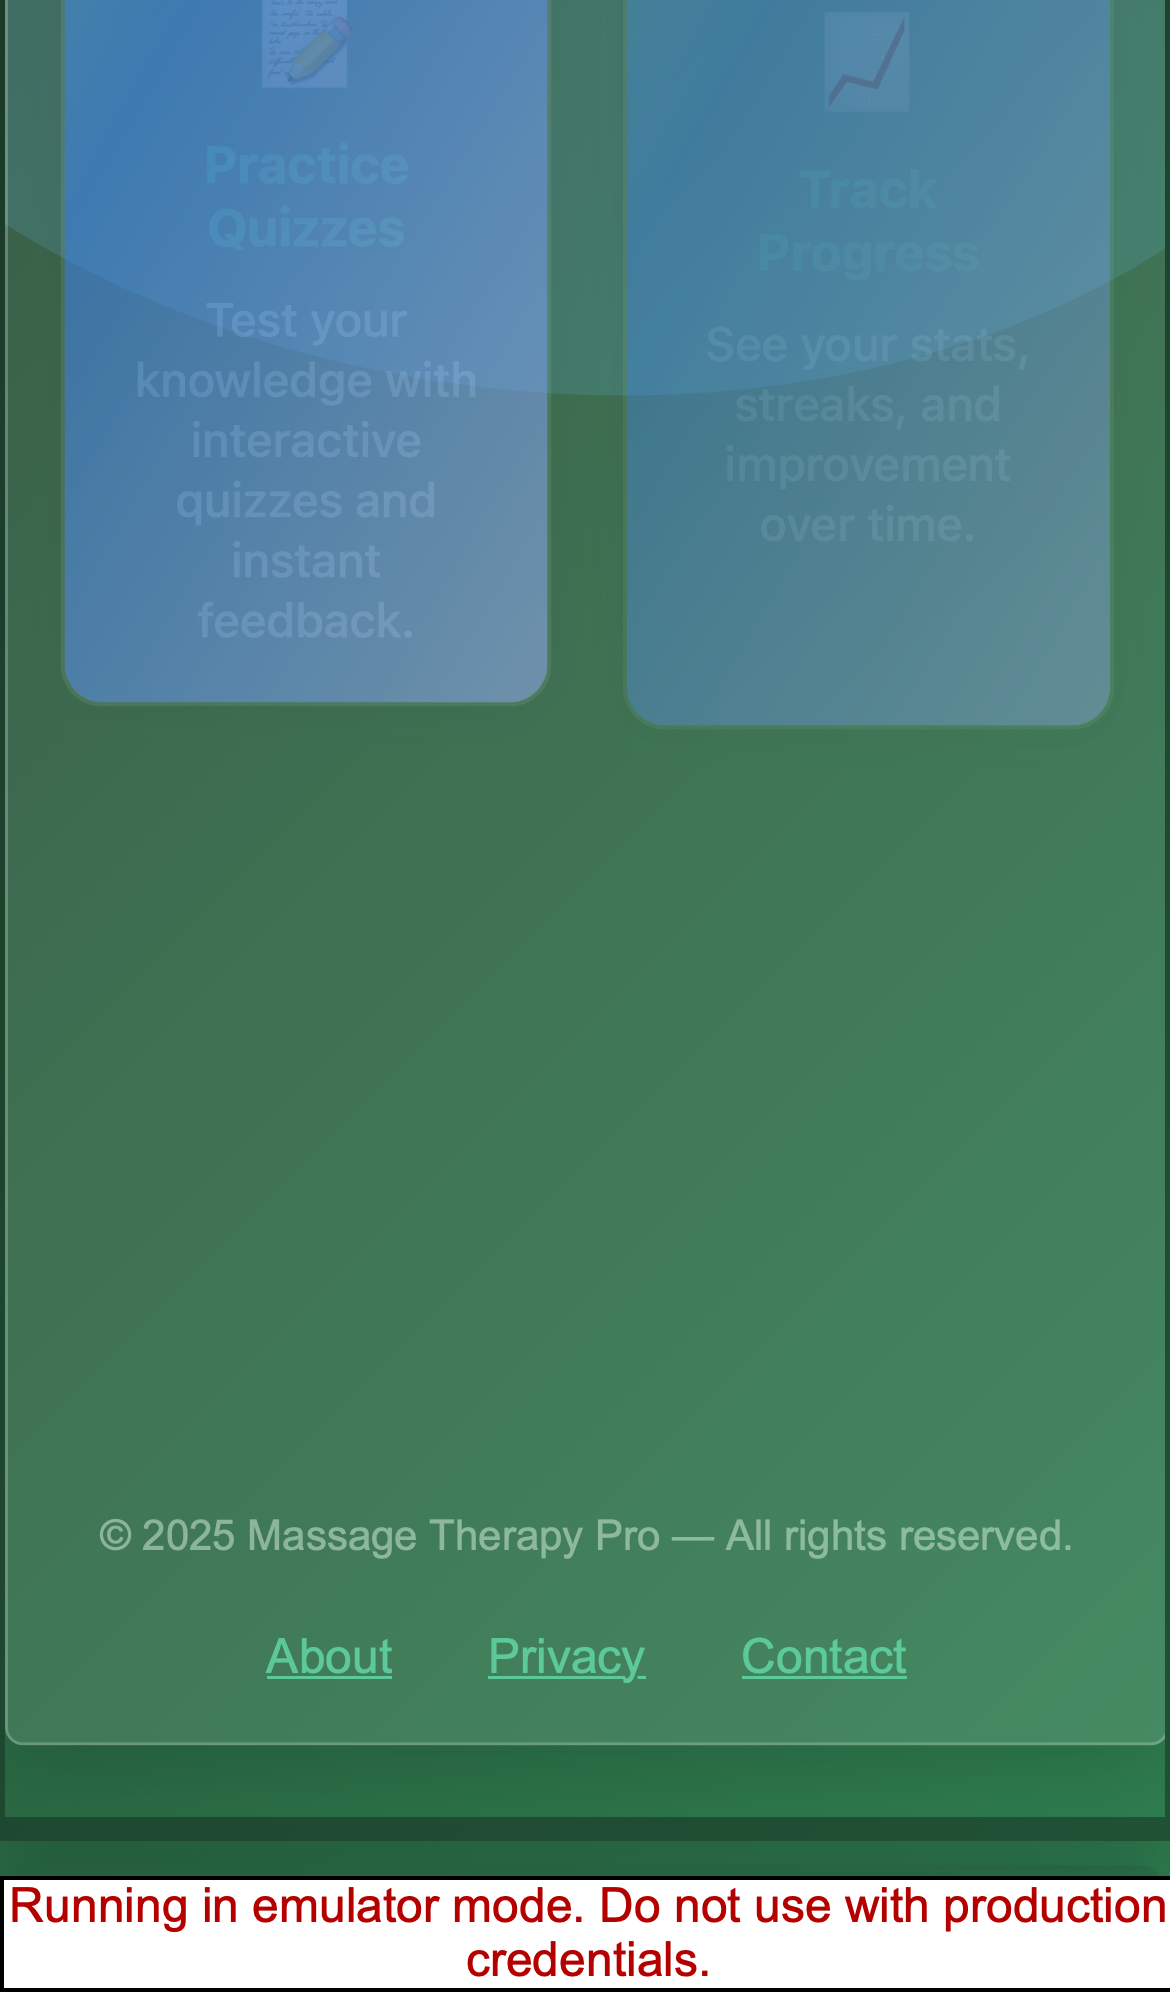 Practice
Quizzes
Test your
knowledge with
interactive
quizzes and
instant
feedback.
Track
Progress
See your stats,
streaks, and
improvement
over time.
© 2025 Massage Therapy Pro — All rights reserved.
About Privacy Contact
Running in emulator mode. Do not use with production
credentials.